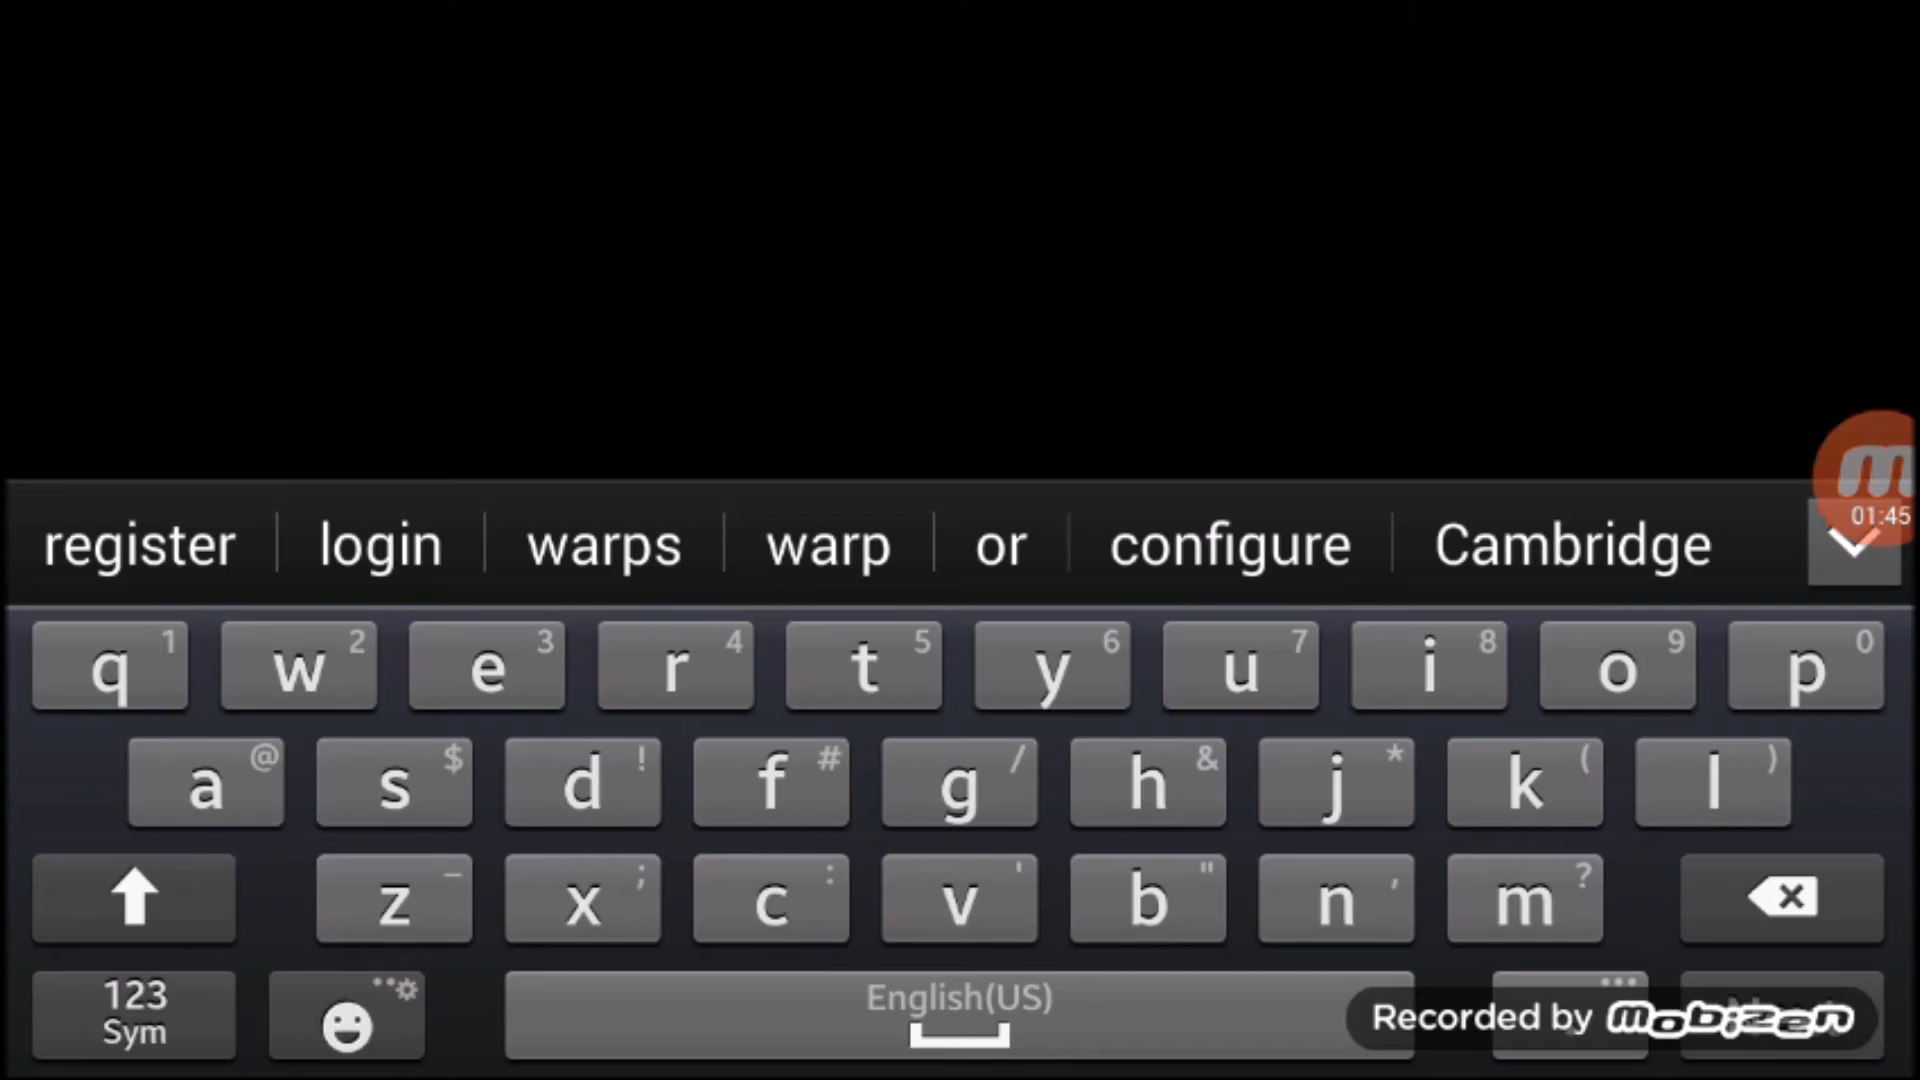 01:45
register login warps warp or configure Cambridge
q 1 w 2 e 3 r 4 t 5 y 6 u 7 i 8 o 9 p 0
a @ s $ d ! f # g / h & j * k ( l )
z _ x ; c : v ' b " n , m ?
123
Sym
English(US)
Recorded by mobizen